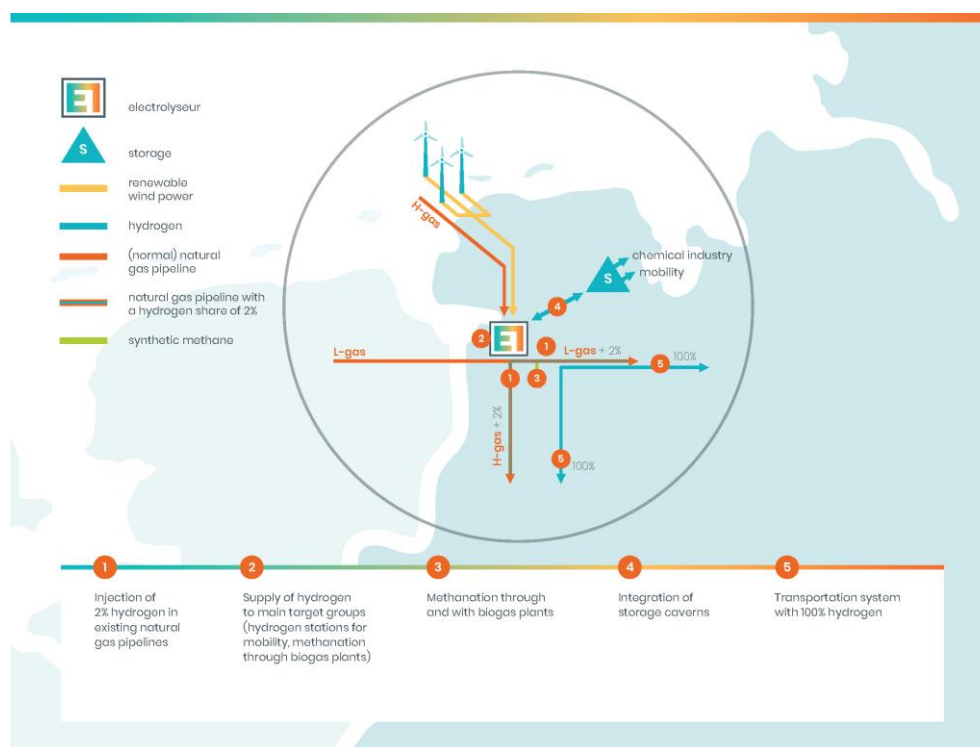 E1
electrolyseur
S
storage
renewable
wind power
hydrogen
(normal) natural
gas pipeline
natural gas pipeline with
a hydrogen share of 2%
synthetic methane
H-gas
chemical industry
mobility
S
4
2
E1
1
L-gas
L-gas + 2%
5
100%
1
3
H-gas + 2%
5
100%
1
2
3
4
5
Injection of
2% hydrogen in
existing natural
gas pipelines
Supply of hydrogen
to main target groups
(hydrogen stations for
mobility, methanation
through biogas plants)
Methanation through
and with biogas plants
Integration of
storage caverns
Transportation system
with 100% hydrogen